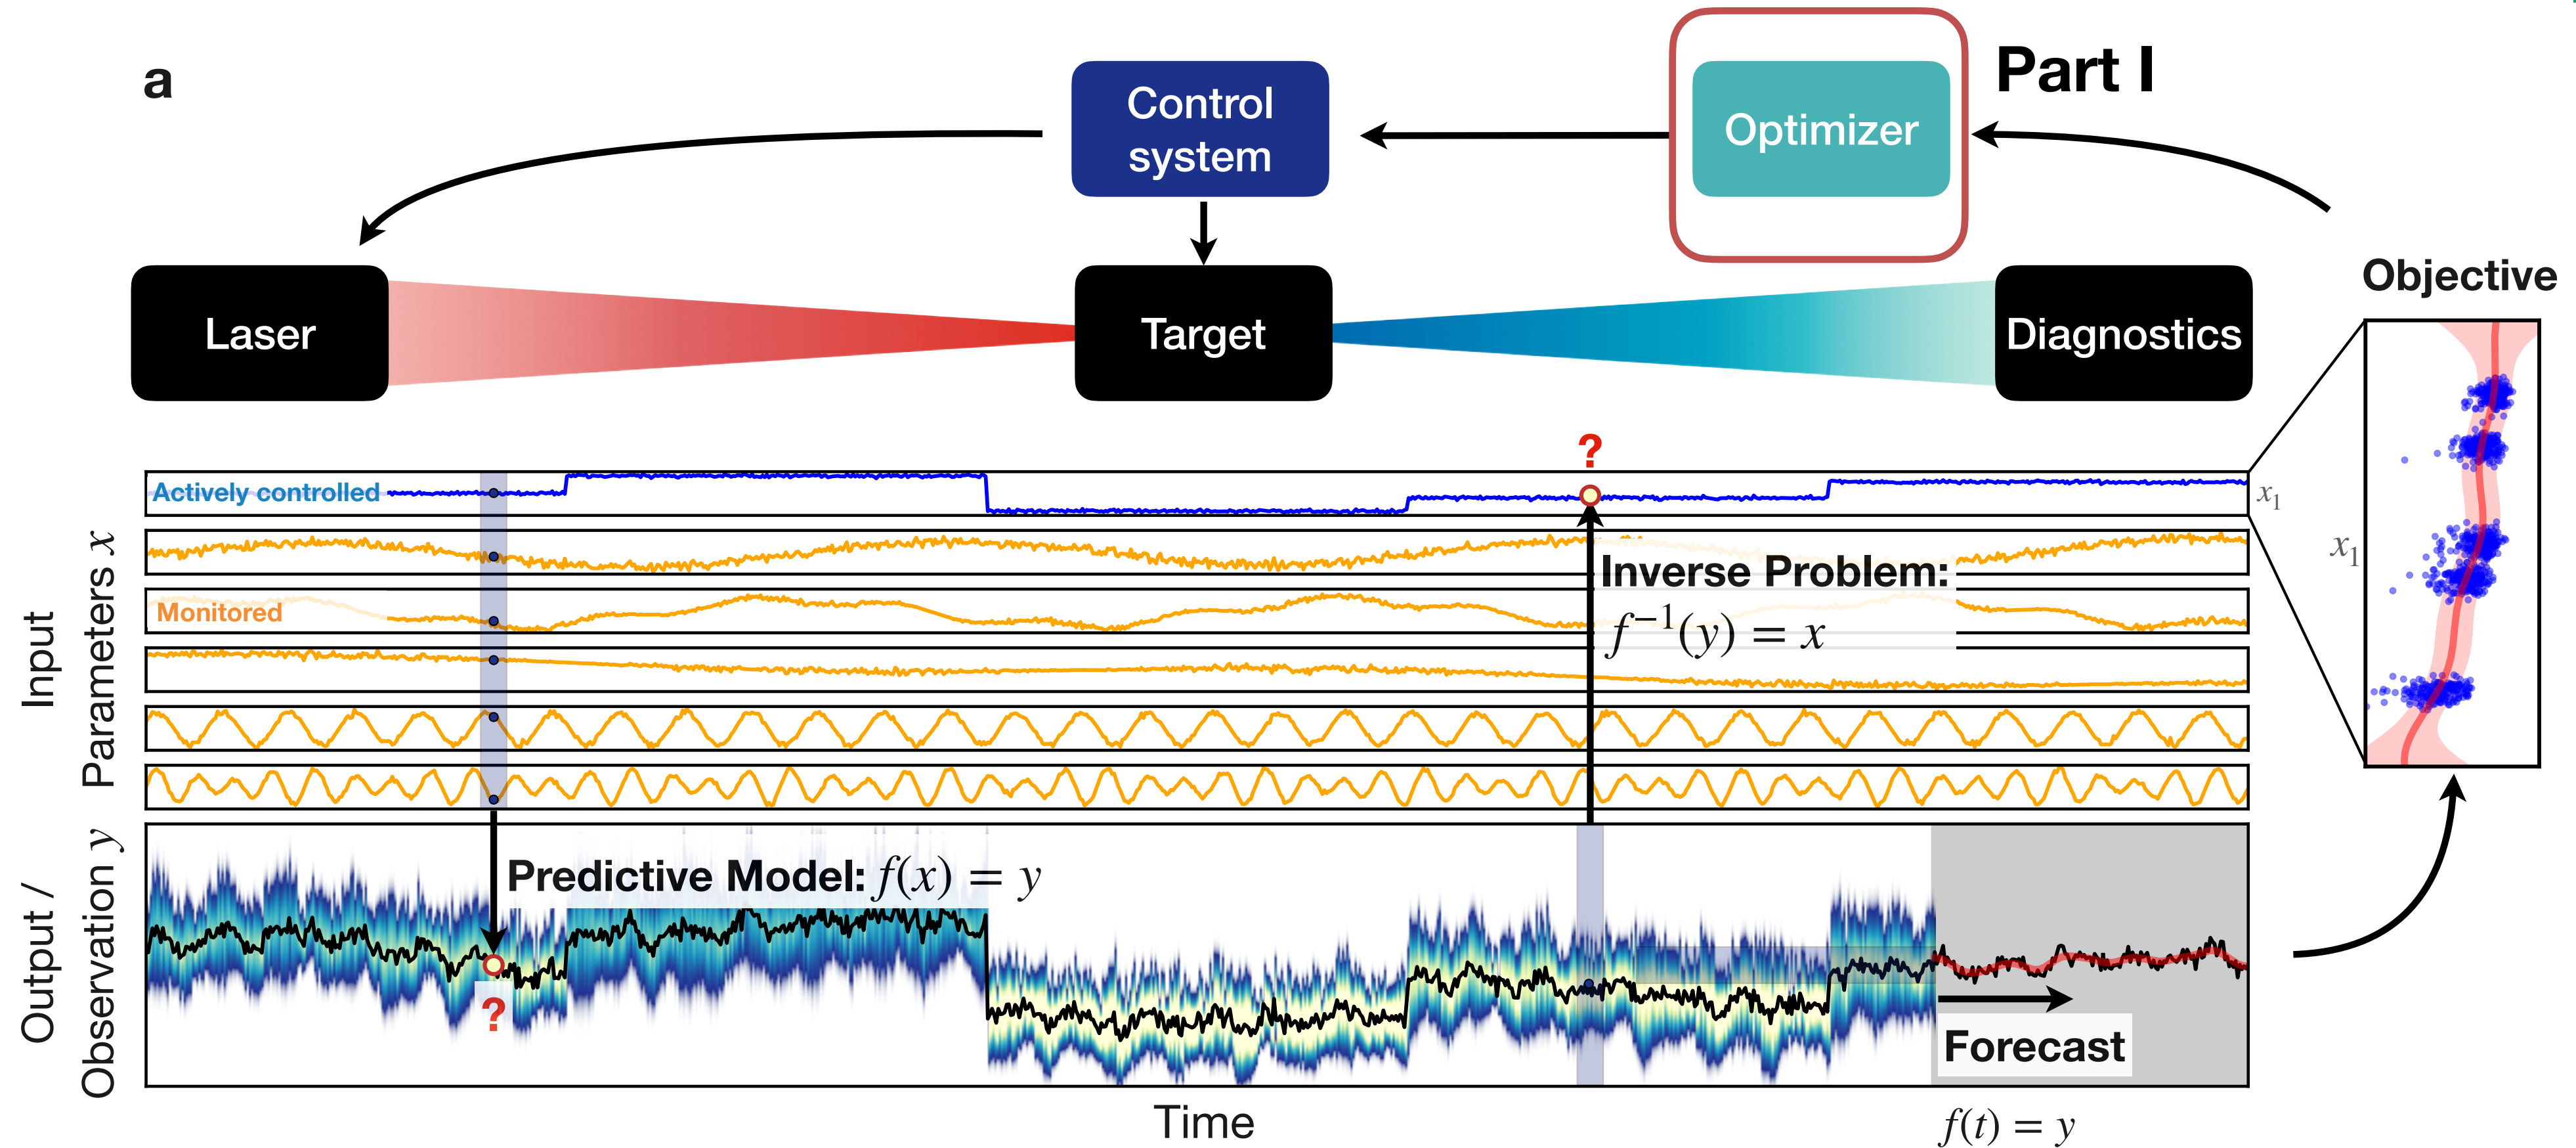 a
Control
system
Optimizer
Part I
Laser
Target
Diagnostics
Objective
?
Actively controlled
x₁
x₁
Input
Parameters x
Monitored
Inverse Problem:
f⁻¹(y) = x
Output /
Observation y
Predictive Model: f(x) = y
?
Forecast
Time
f(t) = y